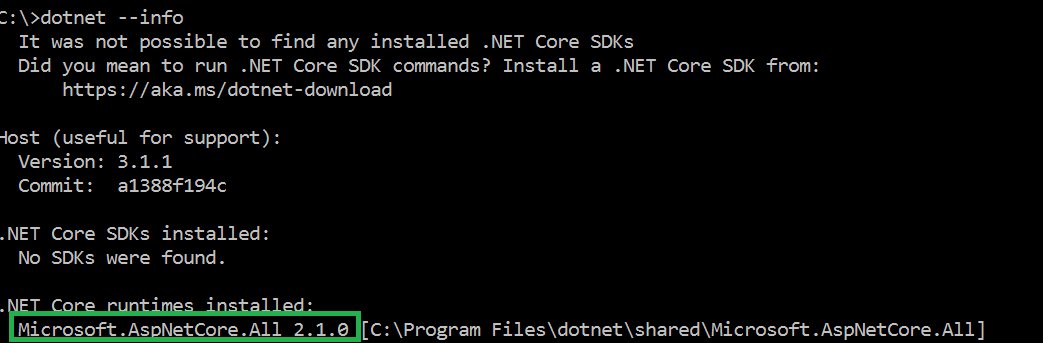 C:\>dotnet --info
It was not possible to find any installed .NET Core SDKs
Did you mean to run .NET Core SDK commands? Install a .NET Core SDK from:
https://aka.ms/dotnet-download
Host (useful for support):
Version: 3.1.1
Commit:  a1388f194c
.NET Core SDKs installed:
No SDKs were found.
.NET Core runtimes installed:
Microsoft.AspNetCore.All 2.1.0 [C:\Program Files\dotnet\shared\Microsoft.AspNetCore.All]